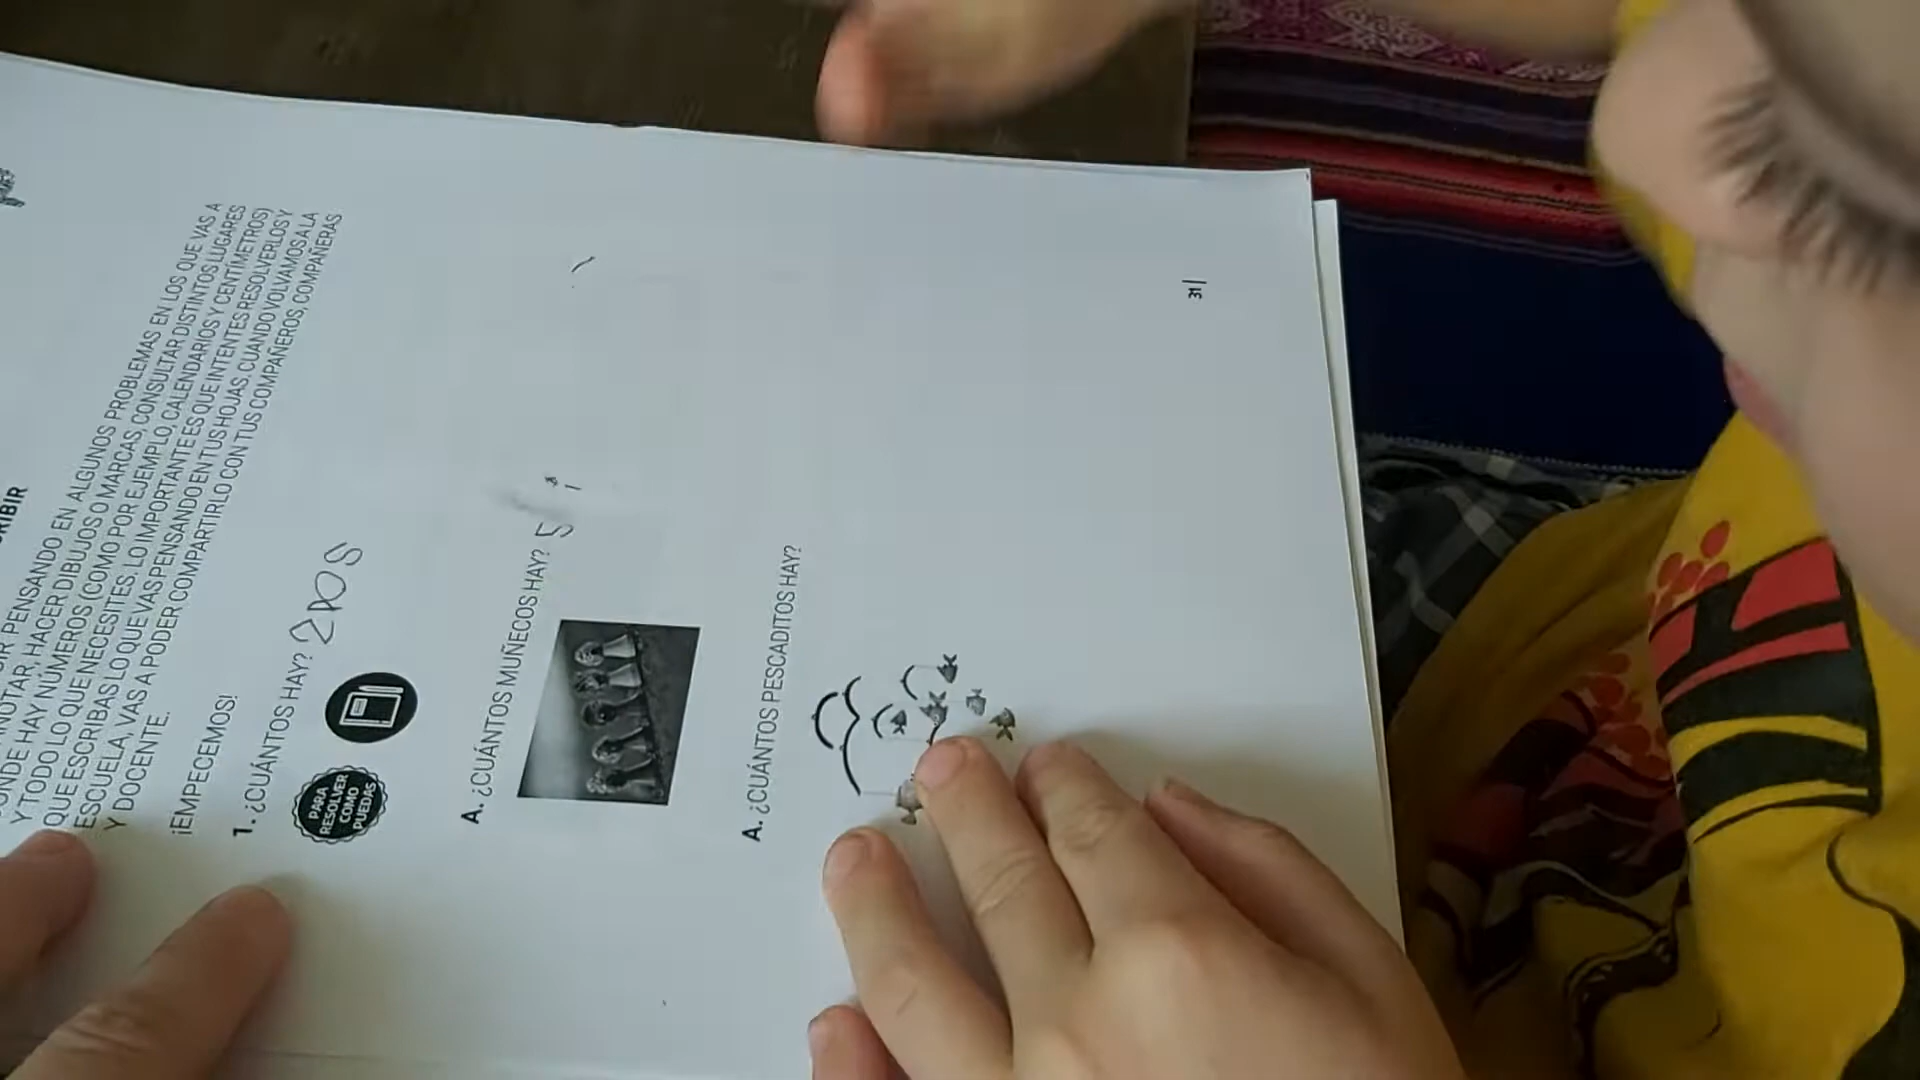 RIBIR
PENSANDO EN ALGUNOS PROBLEMAS EN LOS QUE VAS A
ANOTAR, HACER DIBUJOS O MARCAS, CONSULTAR DISTINTOS LUGARES
DONDE HAY NÚMEROS (COMO POR EJEMPLO, CALENDARIOS Y CENTÍMETROS)
Y TODO LO QUE NECESITES. LO IMPORTANTE ES QUE INTENTES RESOLVERLOS Y
QUE ESCRIBAS LO QUE VAS PENSANDO EN TUS HOJAS. CUANDO VOLVAMOS A LA
ESCUELA, VAS A PODER COMPARTIRLO CON TUS COMPAÑEROS, COMPAÑERAS
Y DOCENTE.
¡EMPECEMOS!
1. ¿CUÁNTOS HAY? 2 DOS
PARA
RESOLVER
COMO
PUEDAS
A. ¿CUÁNTOS MUÑECOS HAY? 5
A. ¿CUÁNTOS PESCADITOS HAY?
31